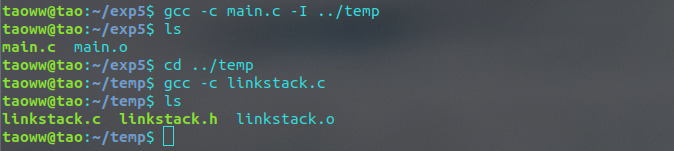 taoww@tao:~/exp5$ gcc -c main.c -I ../temp
taoww@tao:~/exp5$ ls
main.c  main.o
taoww@tao:~/exp5$ cd ../temp
taoww@tao:~/temp$ gcc -c linkstack.c
taoww@tao:~/temp$ ls
linkstack.c  linkstack.h  linkstack.o
taoww@tao:~/temp$